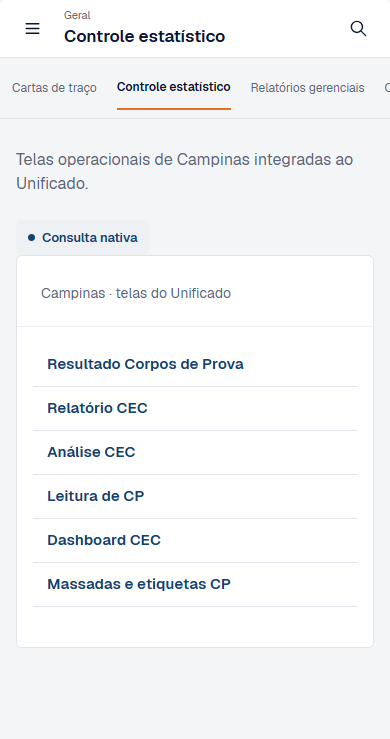 Geral
Controle estatístico
Cartas de traço
Controle estatístico
Relatórios gerenciais
Telas operacionais de Campinas integradas ao
Unificado.
Consulta nativa
Campinas · telas do Unificado
Resultado Corpos de Prova
Relatório CEC
Análise CEC
Leitura de CP
Dashboard CEC
Massadas e etiquetas CP